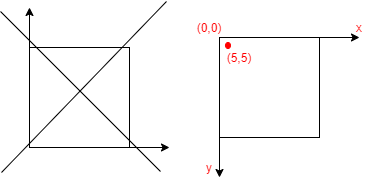 (0,0)
x
(5,5)
y